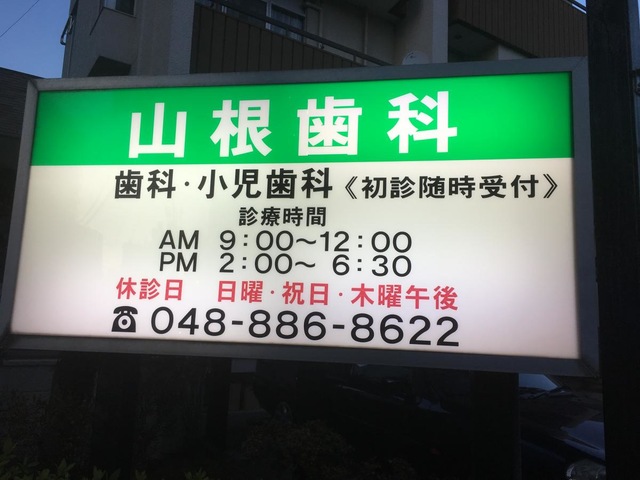 山根歯科
歯科・小児歯科《初診随時受付》
診療時間
AM 9:00～12:00
PM 2:00～ 6:30
休診日 日曜・祝日・木曜午後
☎048-886-8622